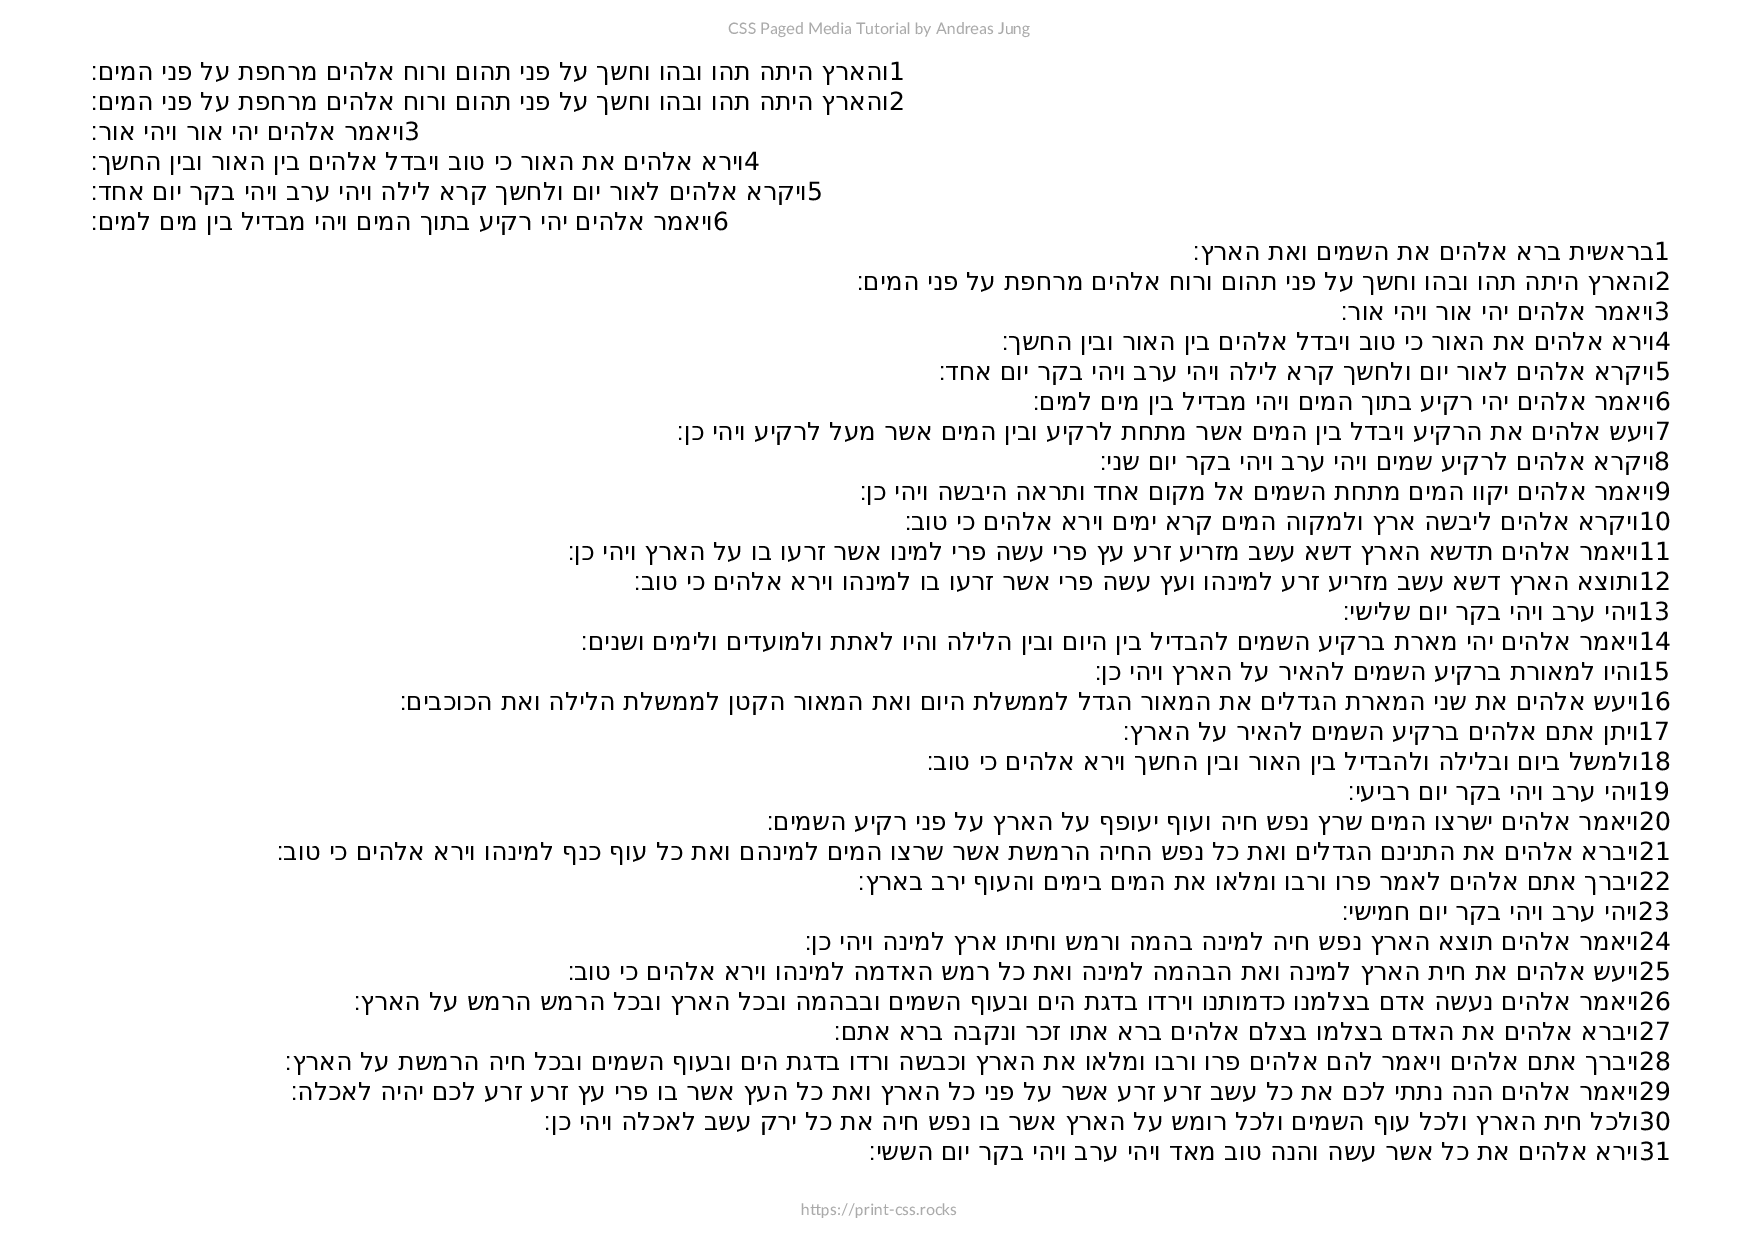 CSS Paged Media Tutorial by Andreas Jung
1והארץ היתה תהו ובהו וחשך על פני תהום ורוח אלהים מרחפת על פני המים:
2והארץ היתה תהו ובהו וחשך על פני תהום ורוח אלהים מרחפת על פני המים:
3ויאמר אלהים יהי אור ויהי אור:
4וירא אלהים את האור כי טוב ויבדל אלהים בין האור ובין החשך:
5ויקרא אלהים לאור יום ולחשך קרא לילה ויהי ערב ויהי בקר יום אחד:
6ויאמר אלהים יהי רקיע בתוך המים ויהי מבדיל בין מים למים:
1בראשית ברא אלהים את השמים ואת הארץ:
2והארץ היתה תהו ובהו וחשך על פני תהום ורוח אלהים מרחפת על פני המים:
3ויאמר אלהים יהי אור ויהי אור:
4וירא אלהים את האור כי טוב ויבדל אלהים בין האור ובין החשך:
5ויקרא אלהים לאור יום ולחשך קרא לילה ויהי ערב ויהי בקר יום אחד:
6ויאמר אלהים יהי רקיע בתוך המים ויהי מבדיל בין מים למים:
7ויעש אלהים את הרקיע ויבדל בין המים אשר מתחת לרקיע ובין המים אשר מעל לרקיע ויהי כן:
8ויקרא אלהים לרקיע שמים ויהי ערב ויהי בקר יום שני:
9ויאמר אלהים יקוו המים מתחת השמים אל מקום אחד ותראה היבשה ויהי כן:
10ויקרא אלהים ליבשה ארץ ולמקוה המים קרא ימים וירא אלהים כי טוב:
11ויאמר אלהים תדשא הארץ דשא עשב מזריע זרע עץ פרי עשה פרי למינו אשר זרעו בו על הארץ ויהי כן:
12ותוצא הארץ דשא עשב מזריע זרע למינהו ועץ עשה פרי אשר זרעו בו למינהו וירא אלהים כי טוב:
13ויהי ערב ויהי בקר יום שלישי:
14ויאמר אלהים יהי מארת ברקיע השמים להבדיל בין היום ובין הלילה והיו לאתת ולמועדים ולימים ושנים:
15והיו למאורת ברקיע השמים להאיר על הארץ ויהי כן:
16ויעש אלהים את שני המארת הגדלים את המאור הגדל לממשלת היום ואת המאור הקטן לממשלת הלילה ואת הכוכבים:
17ויתן אתם אלהים ברקיע השמים להאיר על הארץ:
18ולמשל ביום ובלילה ולהבדיל בין האור ובין החשך וירא אלהים כי טוב:
19ויהי ערב ויהי בקר יום רביעי:
20ויאמר אלהים ישרצו המים שרץ נפש חיה ועוף יעופף על הארץ על פני רקיע השמים:
21ויברא אלהים את התנינם הגדלים ואת כל נפש החיה הרמשת אשר שרצו המים למינהם ואת כל עוף כנף למינהו וירא אלהים כי טוב:
22ויברך אתם אלהים לאמר פרו ורבו ומלאו את המים בימים והעוף ירב בארץ:
23ויהי ערב ויהי בקר יום חמישי:
24ויאמר אלהים תוצא הארץ נפש חיה למינה בהמה ורמש וחיתו ארץ למינה ויהי כן:
25ויעש אלהים את חית הארץ למינה ואת הבהמה למינה ואת כל רמש האדמה למינהו וירא אלהים כי טוב:
26ויאמר אלהים נעשה אדם בצלמנו כדמותנו וירדו בדגת הים ובעוף השמים ובבהמה ובכל הארץ ובכל הרמש הרמש על הארץ:
27ויברא אלהים את האדם בצלמו בצלם אלהים ברא אתו זכר ונקבה ברא אתם:
28ויברך אתם אלהים ויאמר להם אלהים פרו ורבו ומלאו את הארץ וכבשה ורדו בדגת הים ובעוף השמים ובכל חיה הרמשת על הארץ:
29ויאמר אלהים הנה נתתי לכם את כל עשב זרע זרע אשר על פני כל הארץ ואת כל העץ אשר בו פרי עץ זרע זרע לכם יהיה לאכלה:
30ולכל חית הארץ ולכל עוף השמים ולכל רומש על הארץ אשר בו נפש חיה את כל ירק עשב לאכלה ויהי כן:
31וירא אלהים את כל אשר עשה והנה טוב מאד ויהי ערב ויהי בקר יום הששי:
https://print-css.rocks